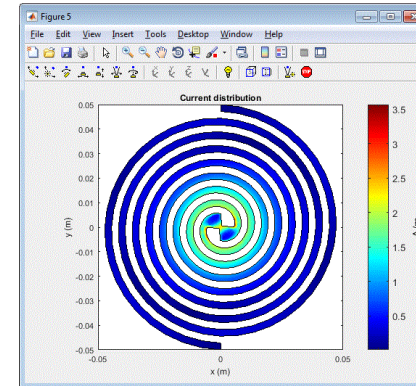 Figure 5
File Edit View Insert Tools Desktop Window Help
STOP
Current distribution
0.05
0.04
0.03
0.02
0.01
0
-0.01
-0.02
-0.03
-0.04
-0.05
y (m)
-0.05 0 0.05
x (m)
3.5
3
2.5
2
1.5
1
0.5